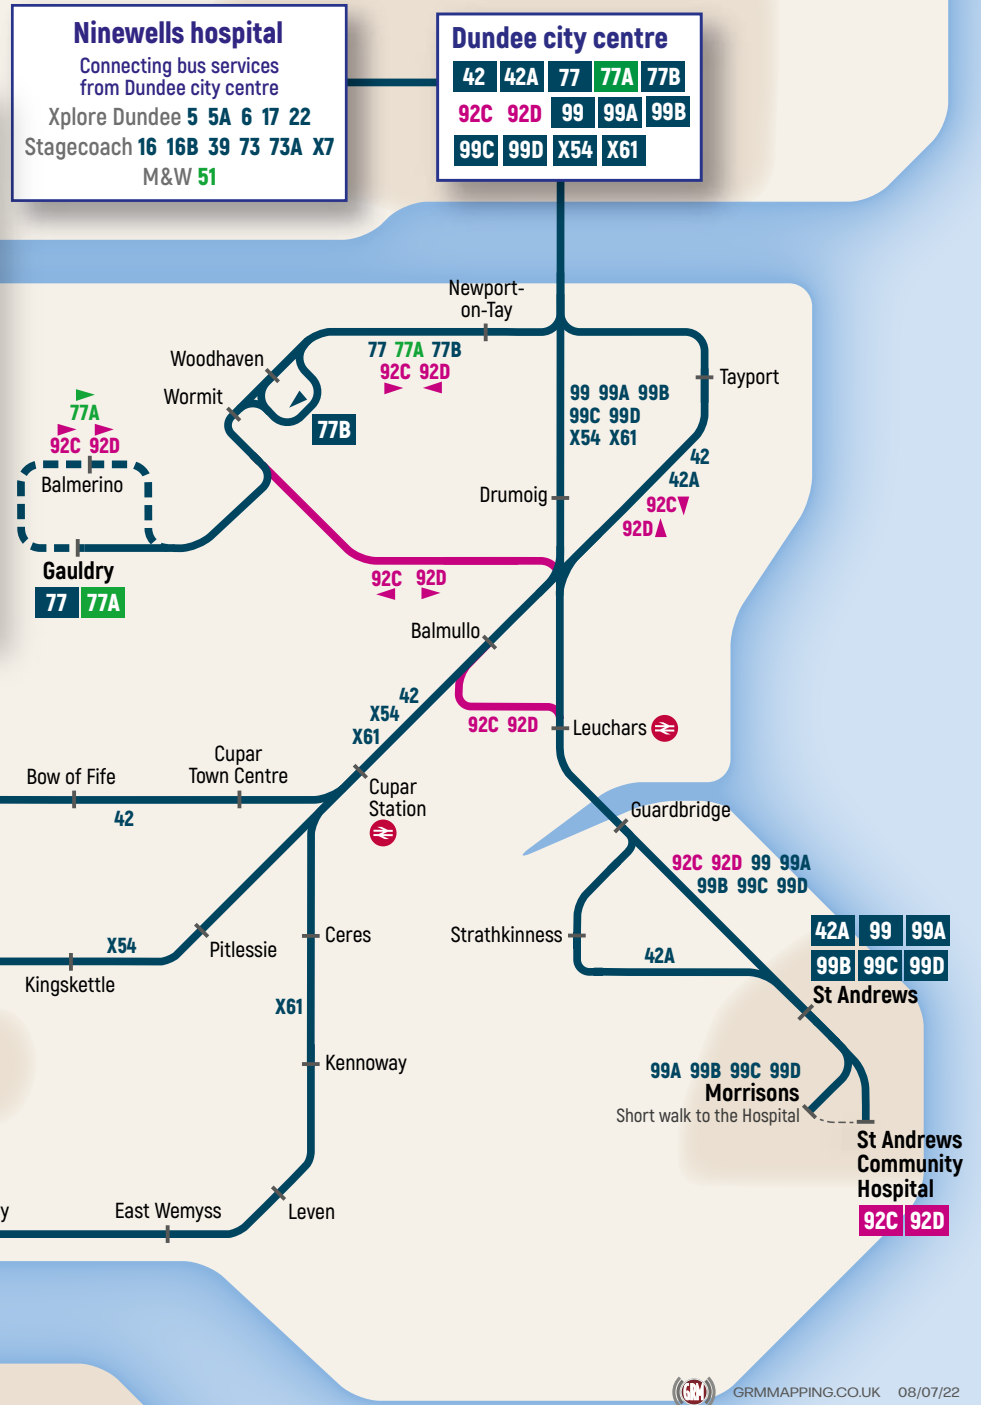 Ninewells hospital
Connecting bus services
from Dundee city centre
Xplore Dundee 5 5A 6 17 22
Stagecoach 16 16B 39 73 73A X7
M&W 51
Dundee city centre
42 42A 77 77A 77B
92C 92D 99 99A 99B
99C 99D X54 X61
Newport-
on-Tay
77 77A 77B
92C 92D
Woodhaven
Wormit
77B
Tayport
99 99A 99B
99C 99D
X54 X61
42
42A
92C
92D
77A
92C 92D
Balmerino
Gauldry
77 77A
Drumoig
92C 92D
Balmullo
42
X54
X61
92C 92D
Leuchars
Bow of Fife
Cupar
Town Centre
42
Cupar
Station
Guardbridge
92C 92D 99 99A
99B 99C 99D
Strathkinness
42A
42A 99 99A
99B 99C 99D
St Andrews
X54
Kingskettle
Pitlessie
Ceres
X61
Kennoway
99A 99B 99C 99D
Morrisons
Short walk to the Hospital
St Andrews
Community
Hospital
92C 92D
y
East Wemyss
Leven
GRM
GRMMAPPING.CO.UK 08/07/22